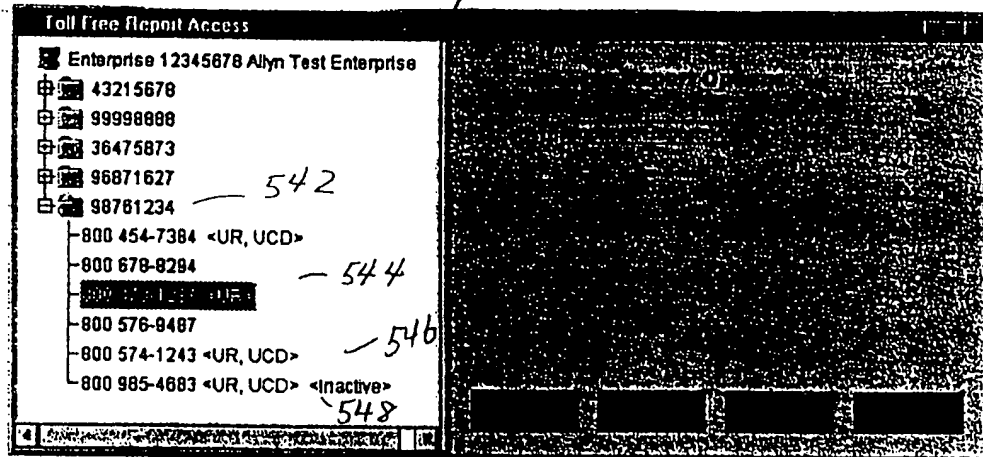 Toll Free Report Access
Enterprise 12345678 Allyn Test Enterprise
43215678
99998888
36475873
96871627
98761234 542
800 454-7384 <UR, UCD>
800 678-8294
544
800 576-9487
800 574-1243 <UR, UCD> 546
800 985-4683 <UR, UCD> <Inactive>
548